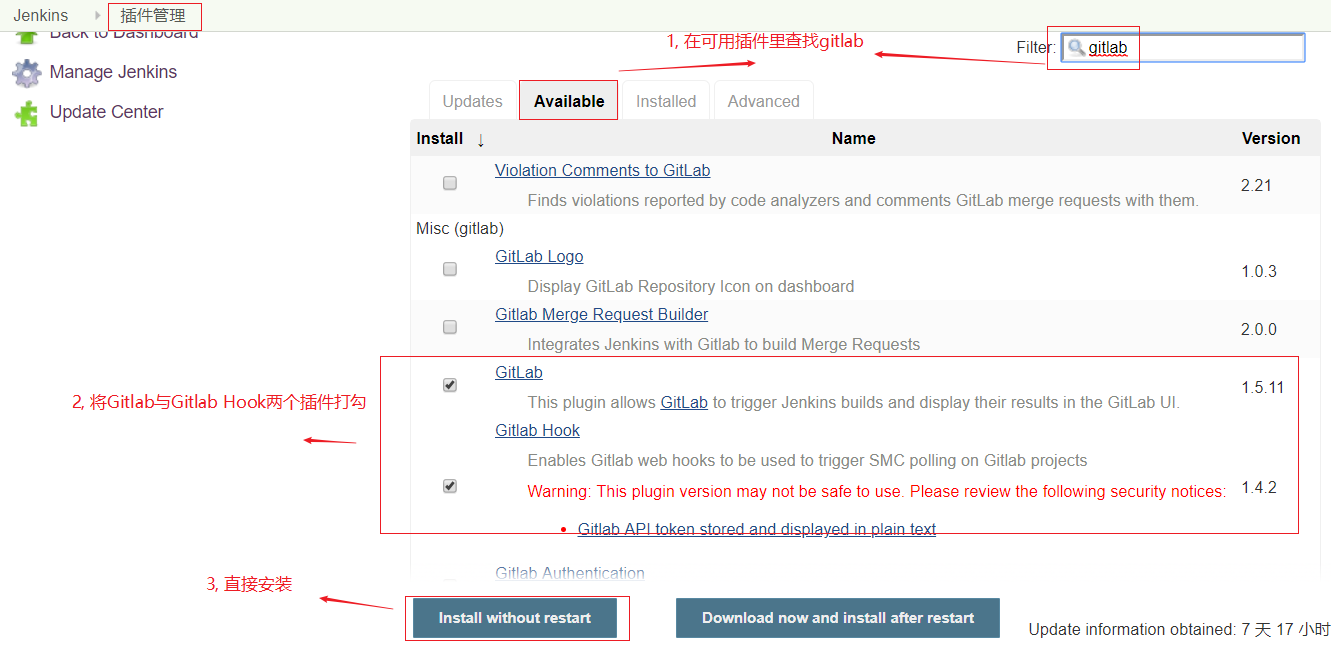 Jenkins 插件管理
Back to Dashboard
Manage Jenkins
Update Center
1, 在可用插件里查找gitlab
Filter: gitlab
Updates Available Installed Advanced
Install ↓ Name Version
Violation Comments to GitLab
Finds violations reported by code analyzers and comments GitLab merge requests with them.
2.21
Misc (gitlab)
GitLab Logo
Display GitLab Repository Icon on dashboard
1.0.3
Gitlab Merge Request Builder
Integrates Jenkins with Gitlab to build Merge Requests
2.0.0
2, 将Gitlab与Gitlab Hook两个插件打勾
GitLab
This plugin allows GitLab to trigger Jenkins builds and display their results in the GitLab UI.
1.5.11
Gitlab Hook
Enables Gitlab web hooks to be used to trigger SMC polling on Gitlab projects
Warning: This plugin version may not be safe to use. Please review the following security notices:
1.4.2
• Gitlab API token stored and displayed in plain text
Gitlab Authentication
3, 直接安装
Install without restart
Download now and install after restart
Update information obtained: 7 天 17 小时